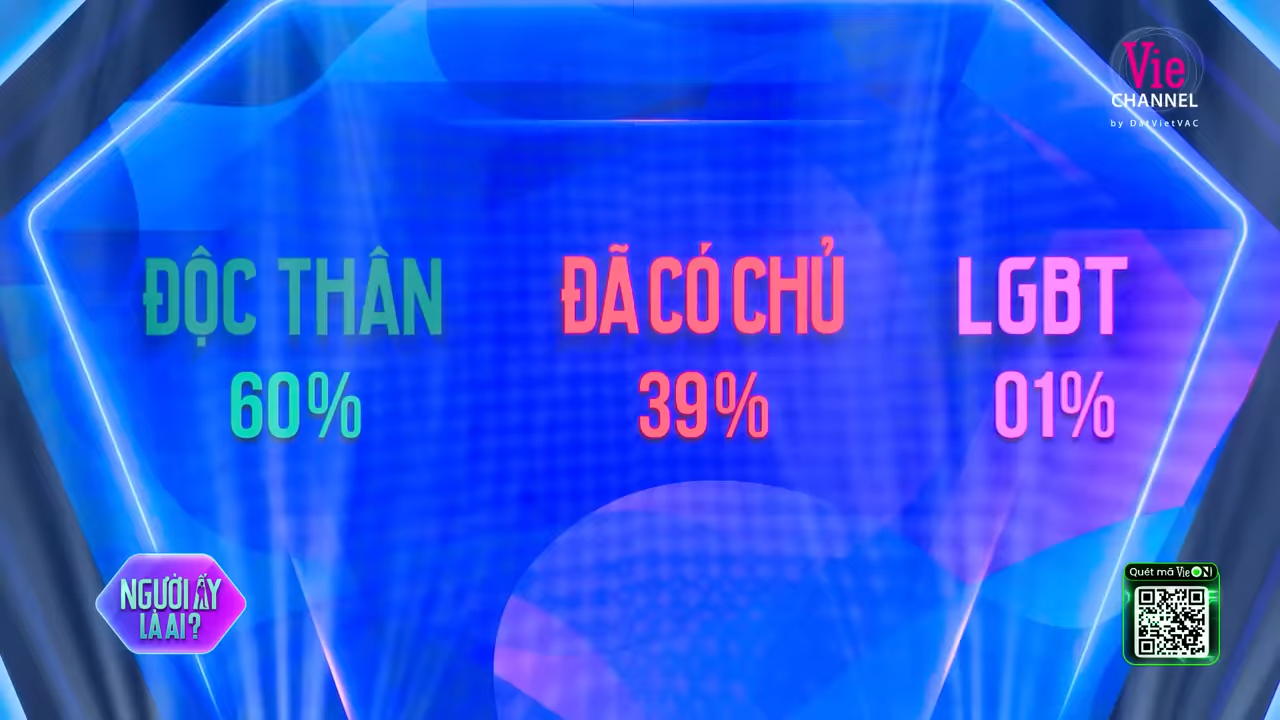 Vie
CHANNEL
by DatVietVAC
ĐỘC THÂN
ĐÃ CÓ CHỦ
LGBT
60%
39%
01%
NGƯỜI ẤY
LÀ AI?
Quét mã VieON!